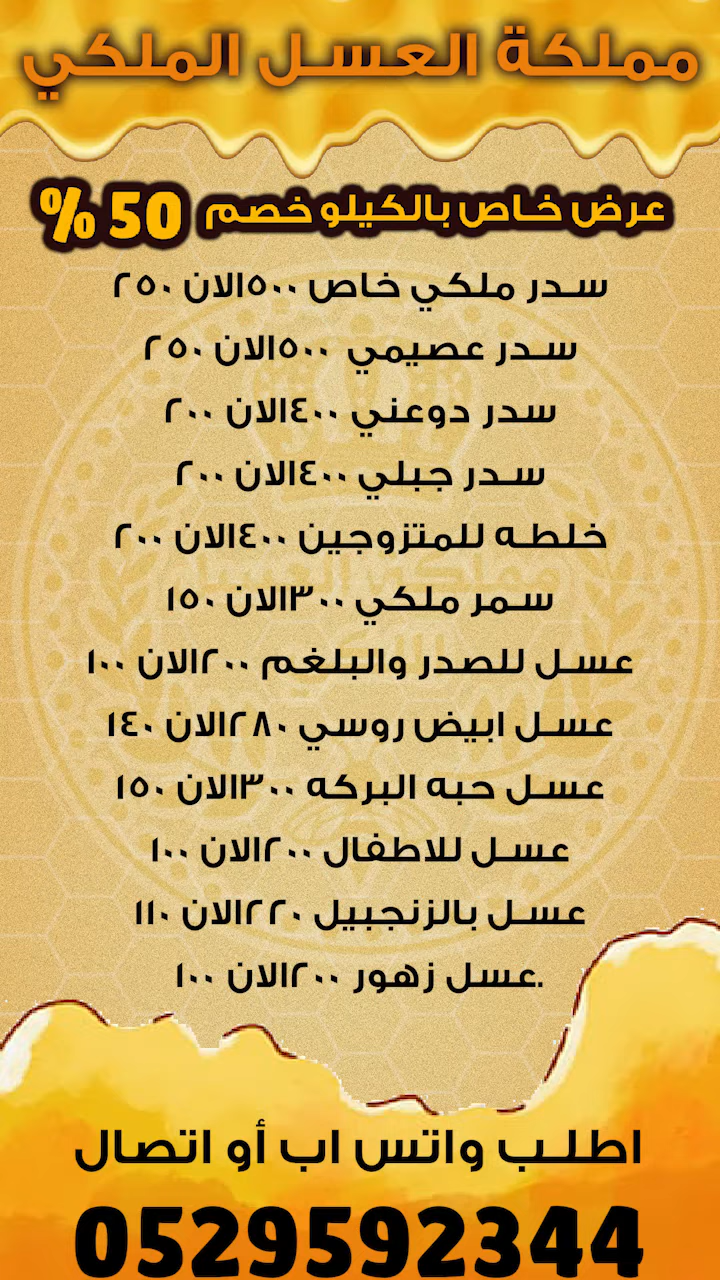 مملكة العسل الملكي
عرض خاص بالكيلو خصم 50 %
سدر ملكي خاص ٥٠٠الان ٢٥٠
سدر عصيمي ٥٠٠الان ٢٥٠
سدر دوعني ٤٠٠الان ٢٠٠
سدر جبلي ٤٠٠الان ٢٠٠
خلطه للمتزوجين ٤٠٠الان ٢٠٠
سمر ملكي ٣٠٠الان ١٥٠
عسل للصدر والبلغم ٢٠٠الان ١٠٠
عسل ابيض روسي ٢٨٠الان ١٤٠
عسل حبه البركه ٣٠٠الان ١٥٠
عسل للاطفال ٢٠٠الان ١٠٠
عسل بالزنجبيل ٢٢٠الان ١١٠
.عسل زهور ٢٠٠الان ١٠٠
اطلب واتس اب أو اتصال
0529592344